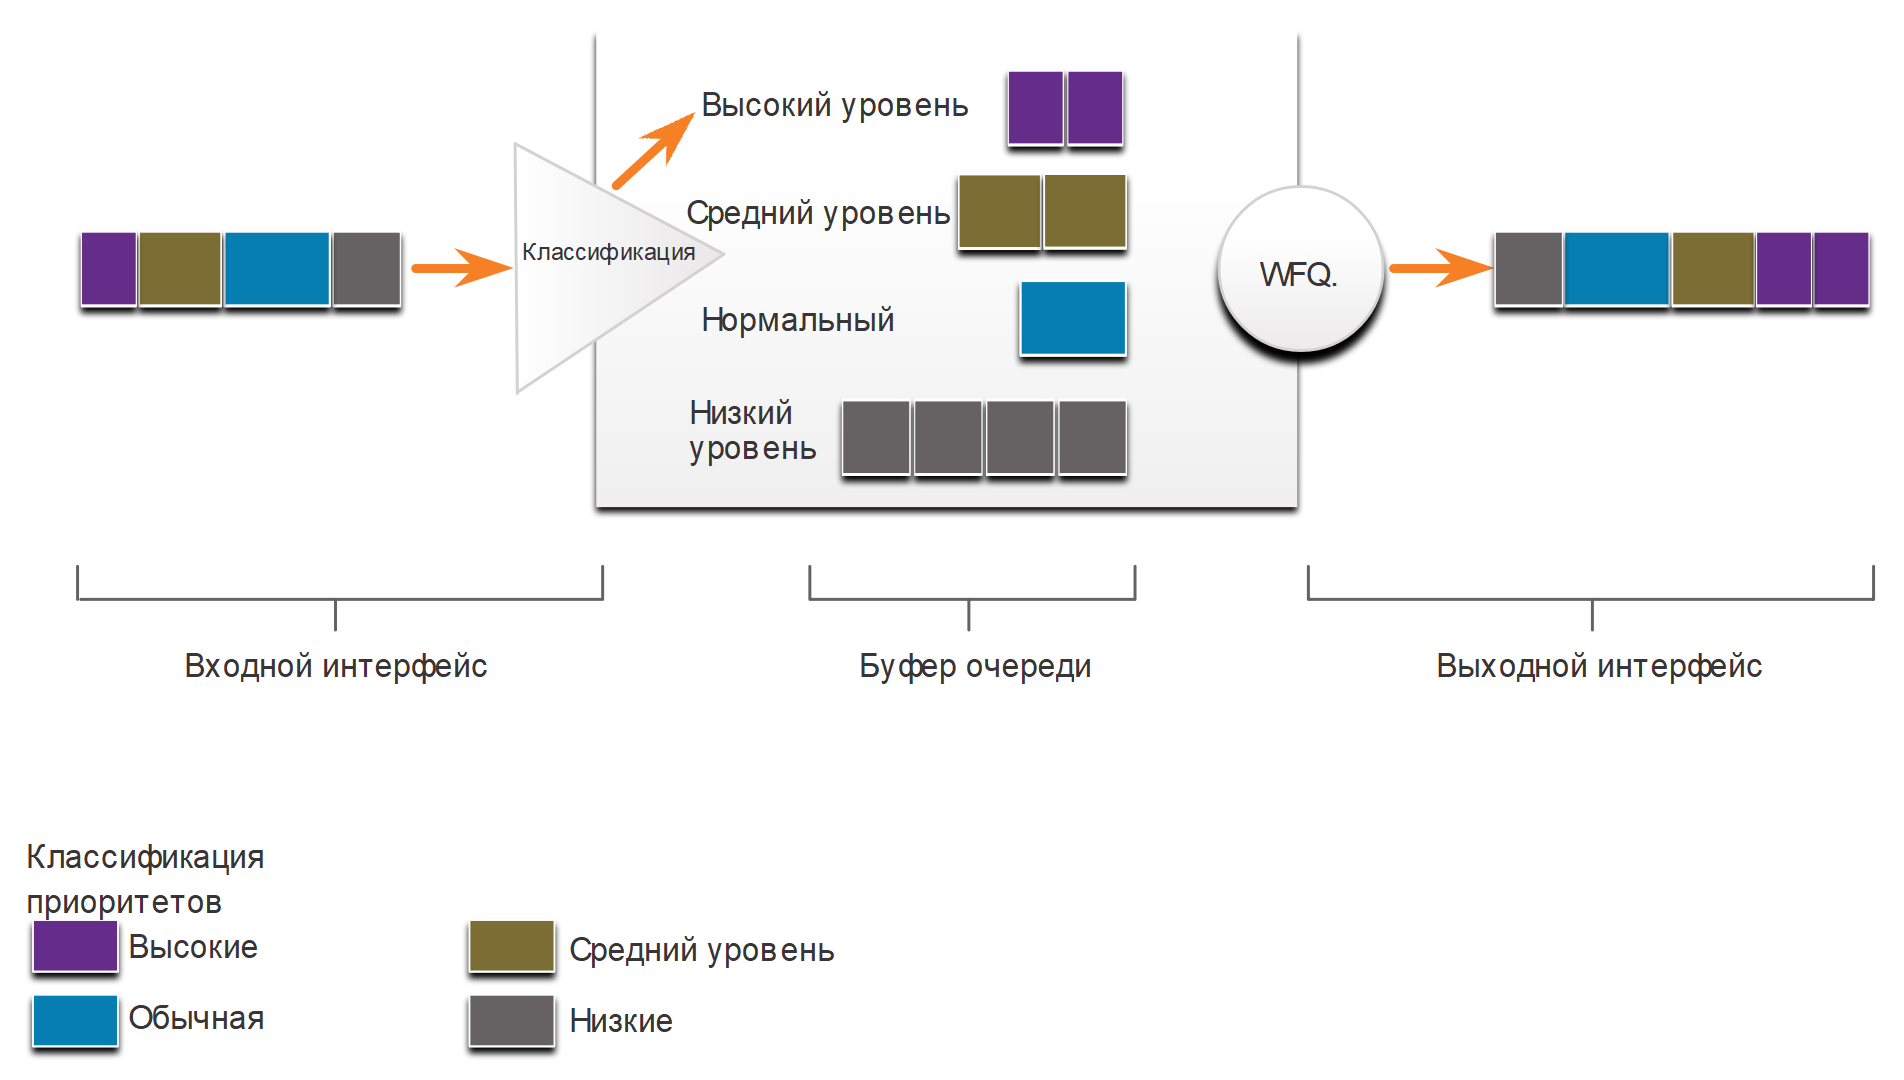 Высокий уровень
Средний уровень
Классификация
WFQ.
Нормальный
Низкий
уровень
Входной интерфейс
Буфер очереди
Выходной интерфейс
Классификация
приоритетов
Высокие
Средний уровень
Обычная
Низкие